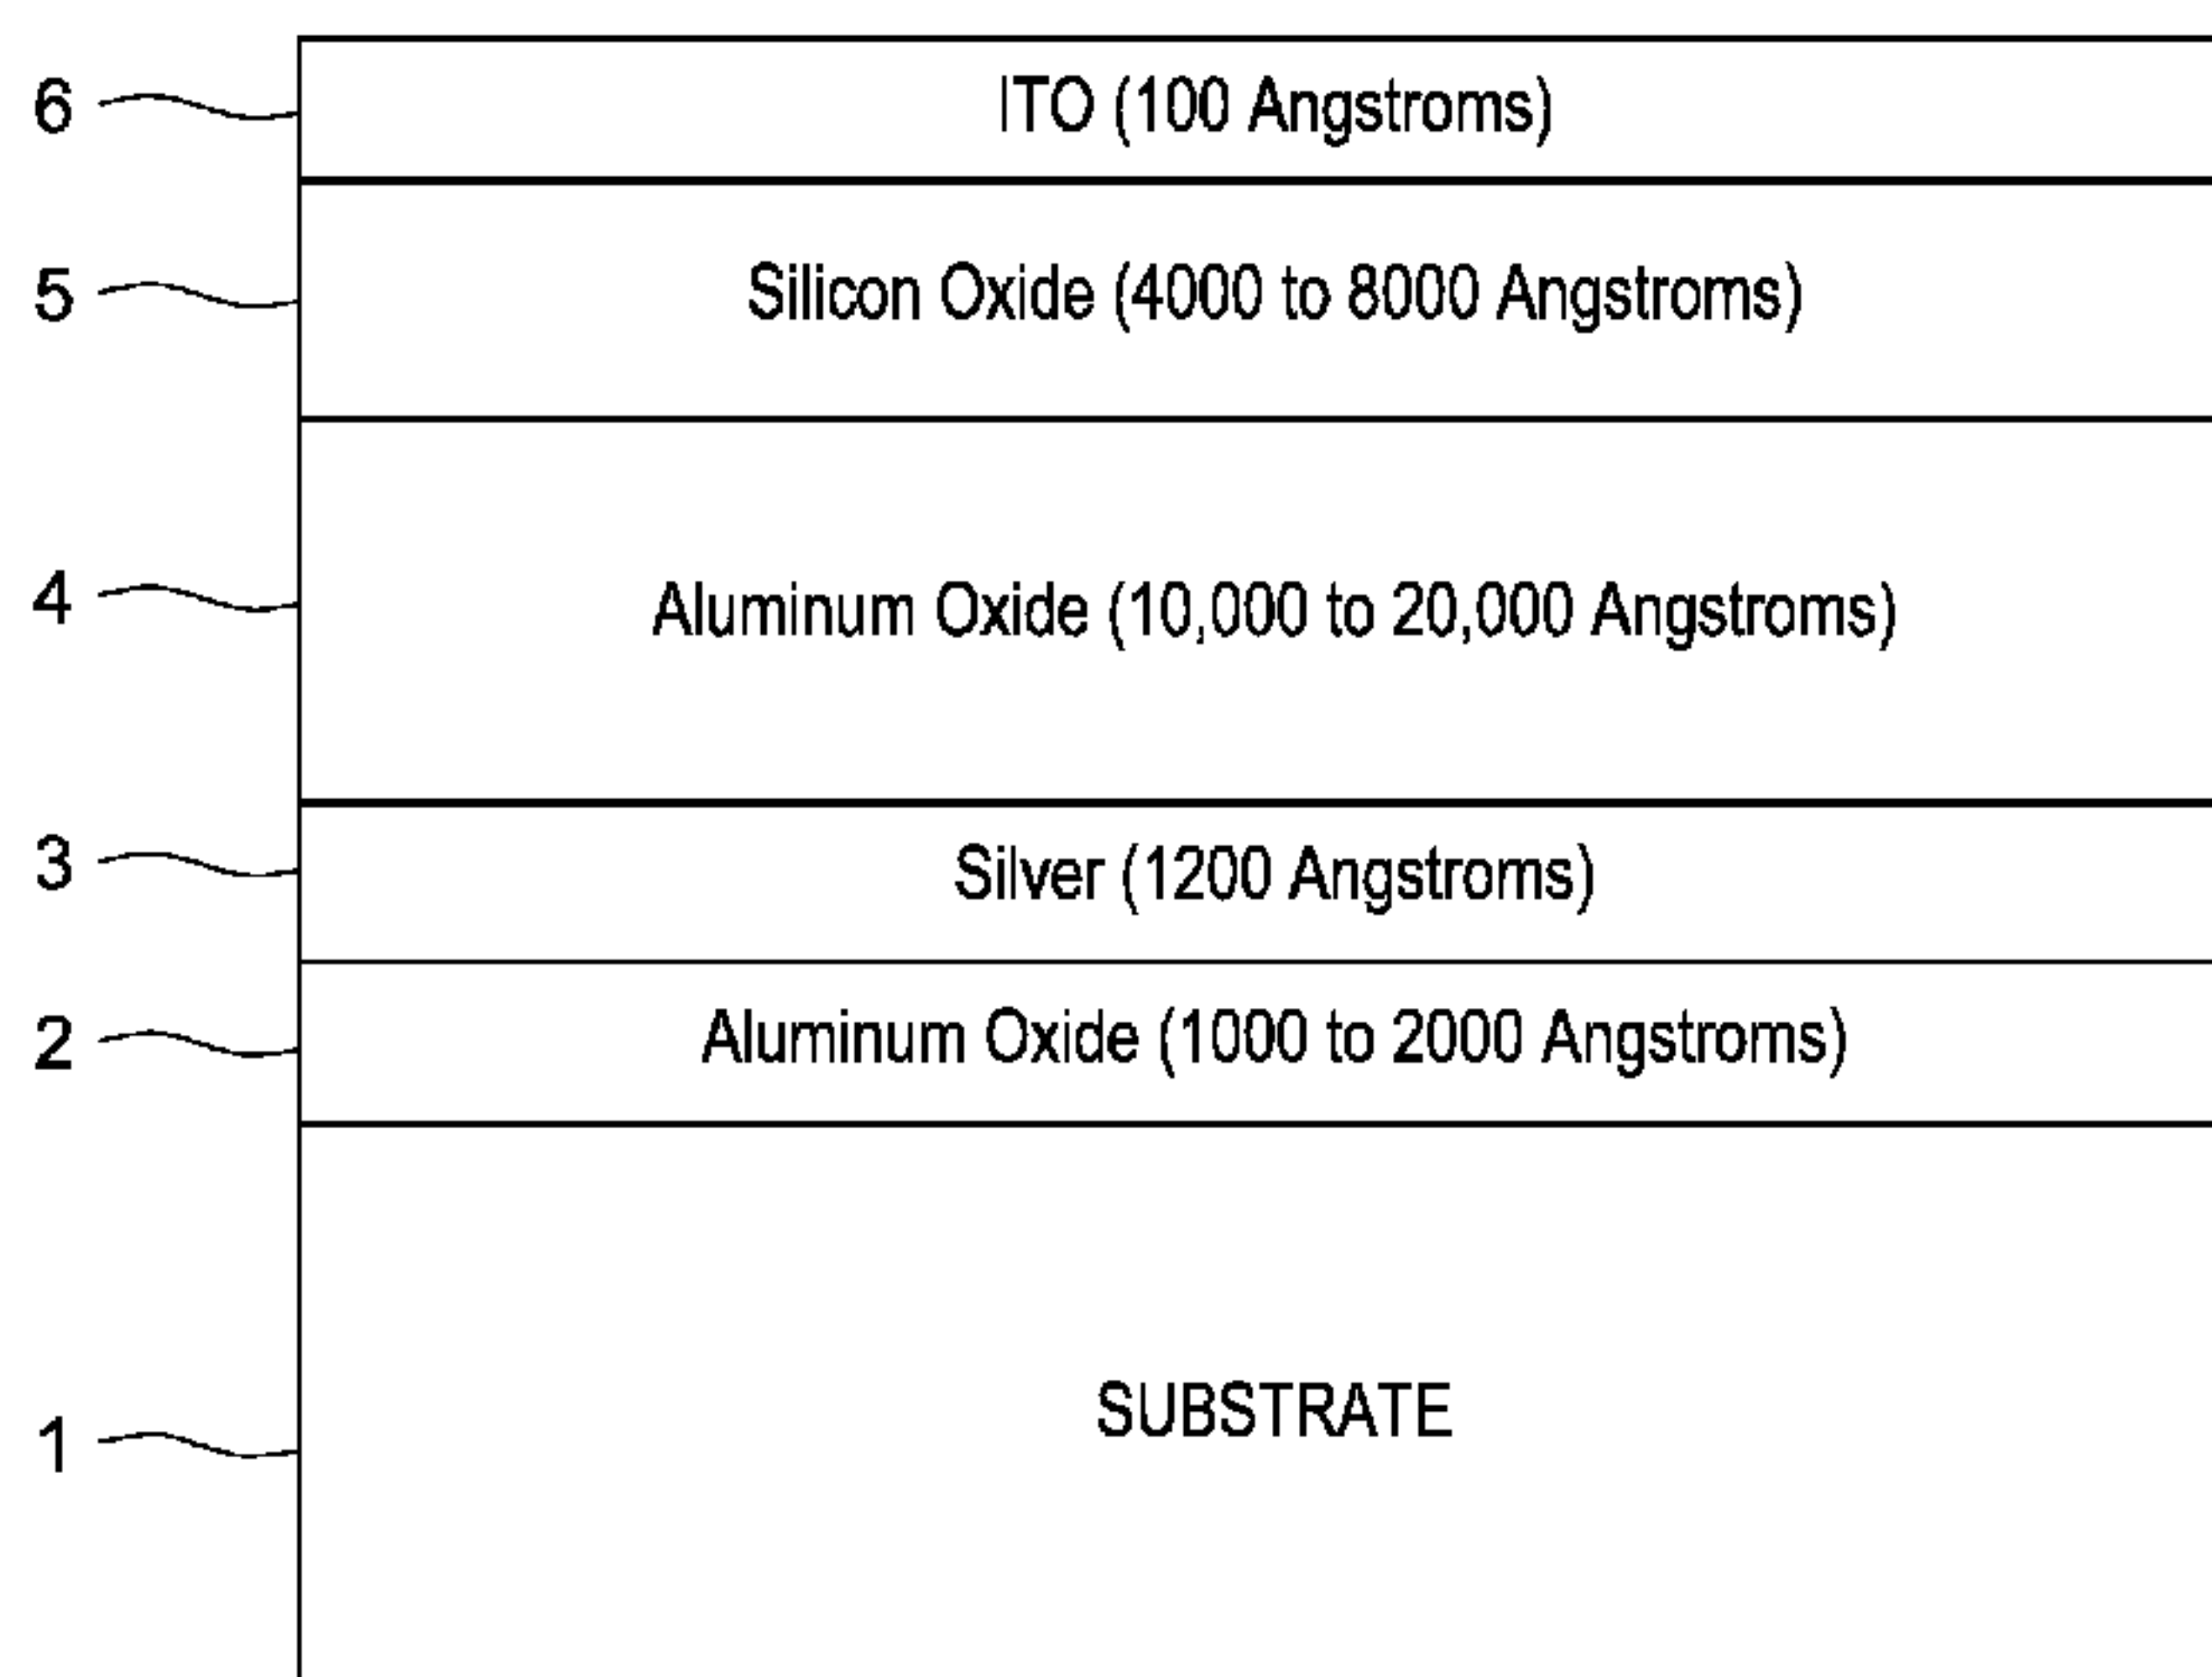 6 ITO (100 Angstroms)
5 Silicon Oxide (4000 to 8000 Angstroms)
4 Aluminum Oxide (10,000 to 20,000 Angstroms)
3 Silver (1200 Angstroms)
2 Aluminum Oxide (1000 to 2000 Angstroms)
1 SUBSTRATE